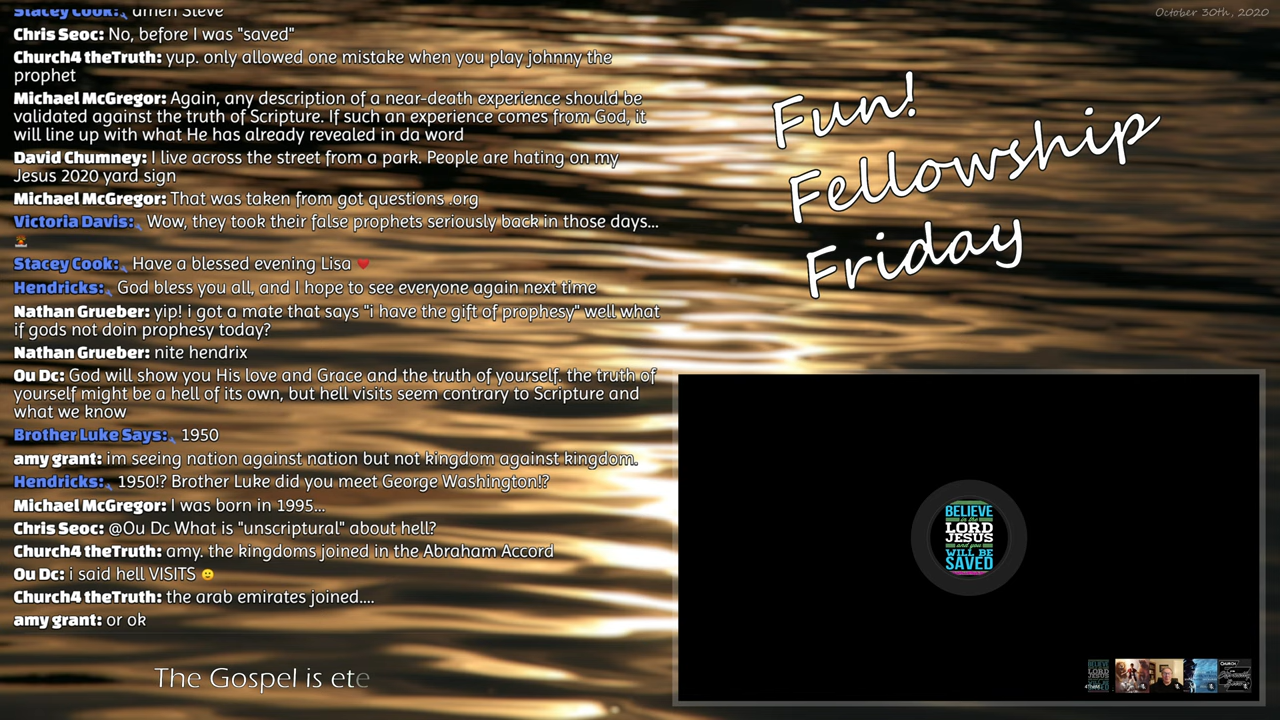 Stacey Cook: amen Steve
Chris Seoc: No, before I was "saved"
Church4 theTruth: yup. only allowed one mistake when you play johnny the
prophet
Michael McGregor: Again, any description of a near-death experience should be
validated against the truth of Scripture. If such an experience comes from God, it
will line up with what He has already revealed in da word
David Chumney: I live across the street from a park. People are hating on my
Jesus 2020 yard sign
Michael McGregor: That was taken from got questions .org
Victoria Davis: Wow, they took their false prophets seriously back in those days...
Stacey Cook: Have a blessed evening Lisa ❤
Hendricks: God bless you all, and I hope to see everyone again next time
Nathan Grueber: yip! i got a mate that says "i have the gift of prophesy" well what
if gods not doin prophesy today?
Nathan Grueber: nite hendrix
Ou Dc: God will show you His love and Grace and the truth of yourself. the truth of
yourself might be a hell of its own, but hell visits seem contrary to Scripture and
what we know
Brother Luke Says: 1950
amy grant: im seeing nation against nation but not kingdom against kingdom.
Hendricks: 1950!? Brother Luke did you meet George Washington!?
Michael McGregor: I was born in 1995...
Chris Seoc: @Ou Dc What is "unscriptural" about hell?
Church4 theTruth: amy. the kingdoms joined in the Abraham Accord
Ou Dc: i said hell VISITS 🙂
Church4 theTruth: the arab emirates joined....
amy grant: or ok
The Gospel is ete
October 30th, 2020
Fun!
Fellowship
Friday
BELIEVE
in the
LORD
JESUS
and you
WILL BE
SAVED